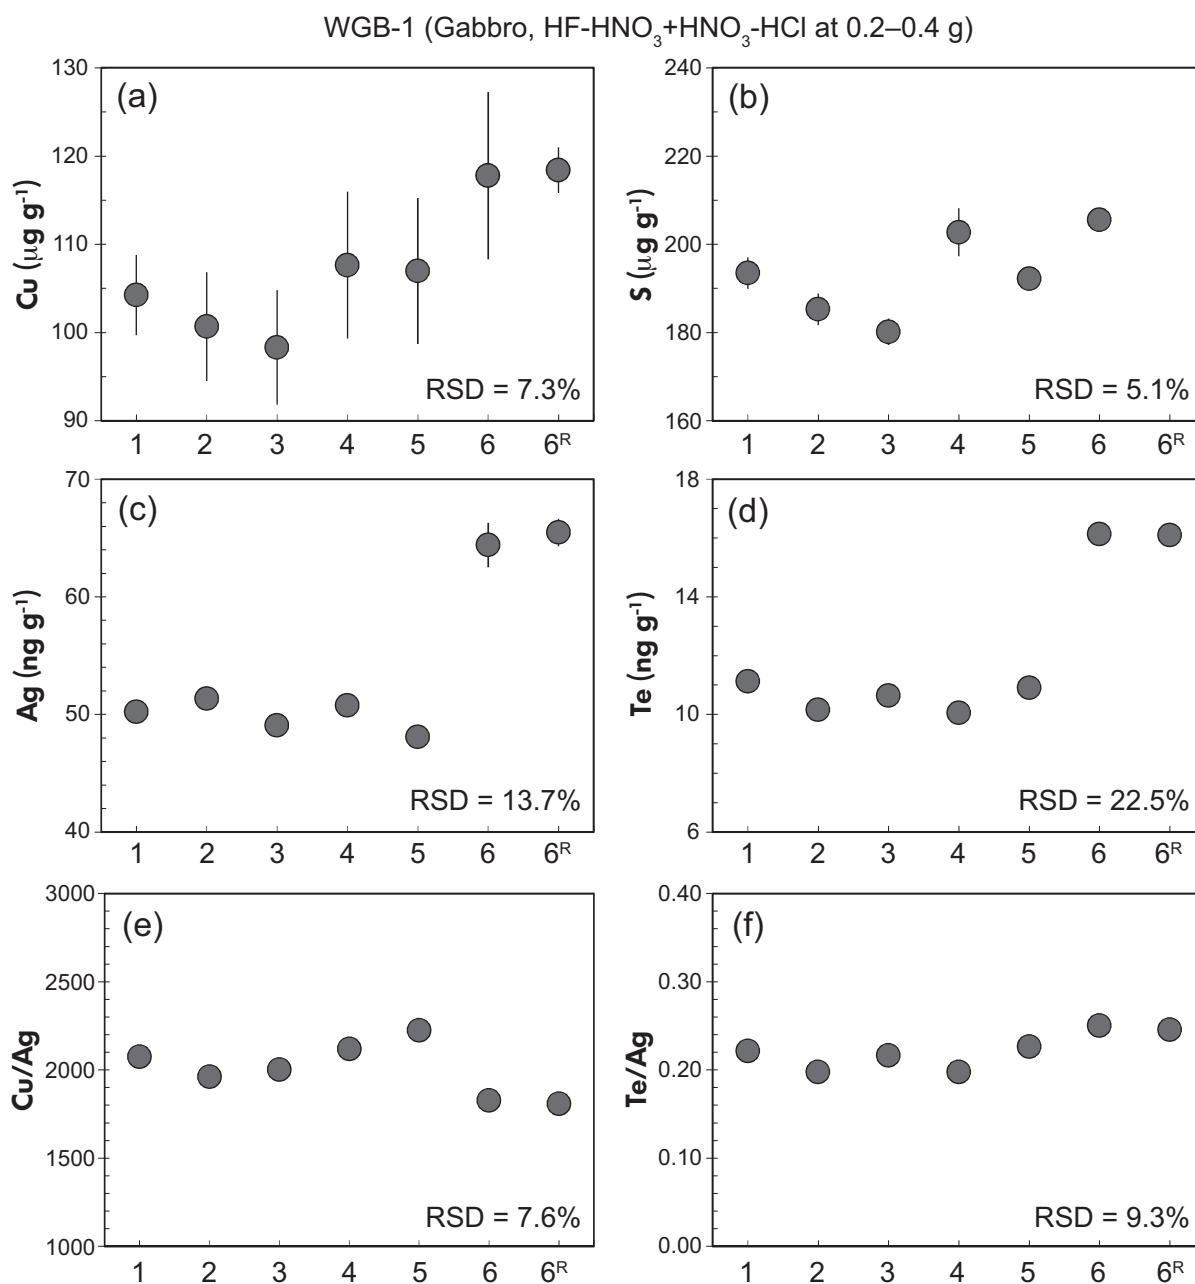 WGB-1 (Gabbro, HF-HNO₃+HNO₃-HCl at 0.2–0.4 g)
(a)
Cu (µg g⁻¹)
130
120
110
100
90
RSD = 7.3%
1 2 3 4 5 6 6ᴿ
(b)
S (µg g⁻¹)
240
220
200
180
160
RSD = 5.1%
1 2 3 4 5 6 6ᴿ
(c)
Ag (ng g⁻¹)
70
60
50
40
RSD = 13.7%
1 2 3 4 5 6 6ᴿ
(d)
Te (ng g⁻¹)
18
14
10
6
RSD = 22.5%
1 2 3 4 5 6 6ᴿ
(e)
Cu/Ag
3000
2500
2000
1500
1000
RSD = 7.6%
1 2 3 4 5 6 6ᴿ
(f)
Te/Ag
0.40
0.30
0.20
0.10
0.00
RSD = 9.3%
1 2 3 4 5 6 6ᴿ